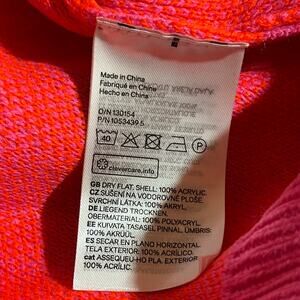 Made in China
Fabriqué en Chine
Hecho en China
O/N 130154
P/N 1053439.5
40
P
clevercare.info
GB DRY FLAT. SHELL: 100% ACRYLIC.
CZ SUŠENÍ NA VODOROVNÉ PLOŠE.
SVRCHNÍ LÁTKA: 100% AKRYL.
DE LIEGEND TROCKNEN.
OBERMATERIAL: 100% POLYACRYL.
EE KUIVATA TASASEL PINNAL. ÜMBRIS:
100% AKRÜÜL.
ES SECAR EN PLANO HORIZONTAL.
TELA EXTERIOR: 100% ACRÍLICO.
cat ASSEQUEU-HO PLA. EXTERIOR: